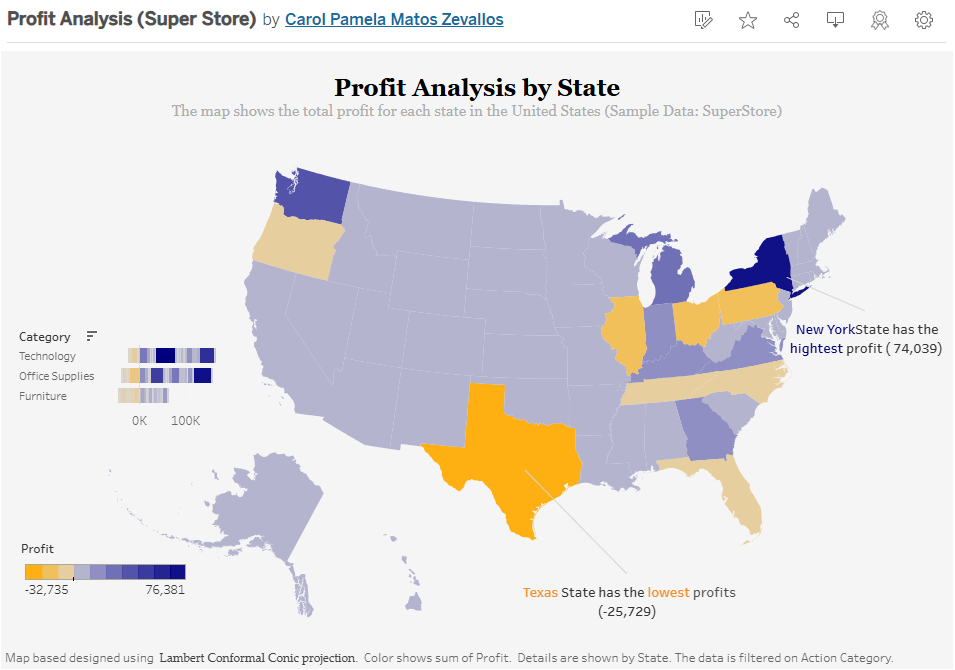 Profit Analysis (Super Store) by Carol Pamela Matos Zevallos
Profit Analysis by State
The map shows the total profit for each state in the United States (Sample Data: SuperStore)
New YorkState has the
highest profit ( 74,039)
Category
Technology
Office Supplies
Furniture
0K 100K
Profit
-32,735 76,381
Texas State has the lowest profits
(-25,729)
Map based designed using Lambert Conformal Conic projection. Color shows sum of Profit. Details are shown by State. The data is filtered on Action Category.